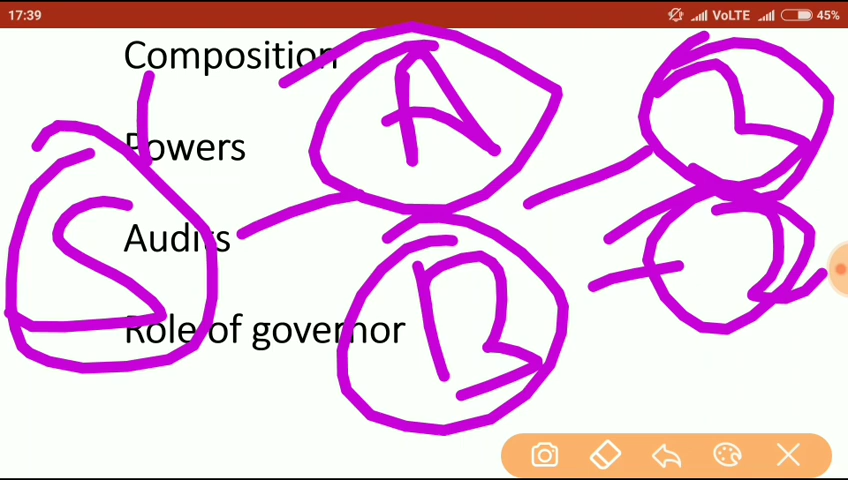 17:39 VoLTE 45%
Composition
A
Powers
S
Audits
B
Role of governor